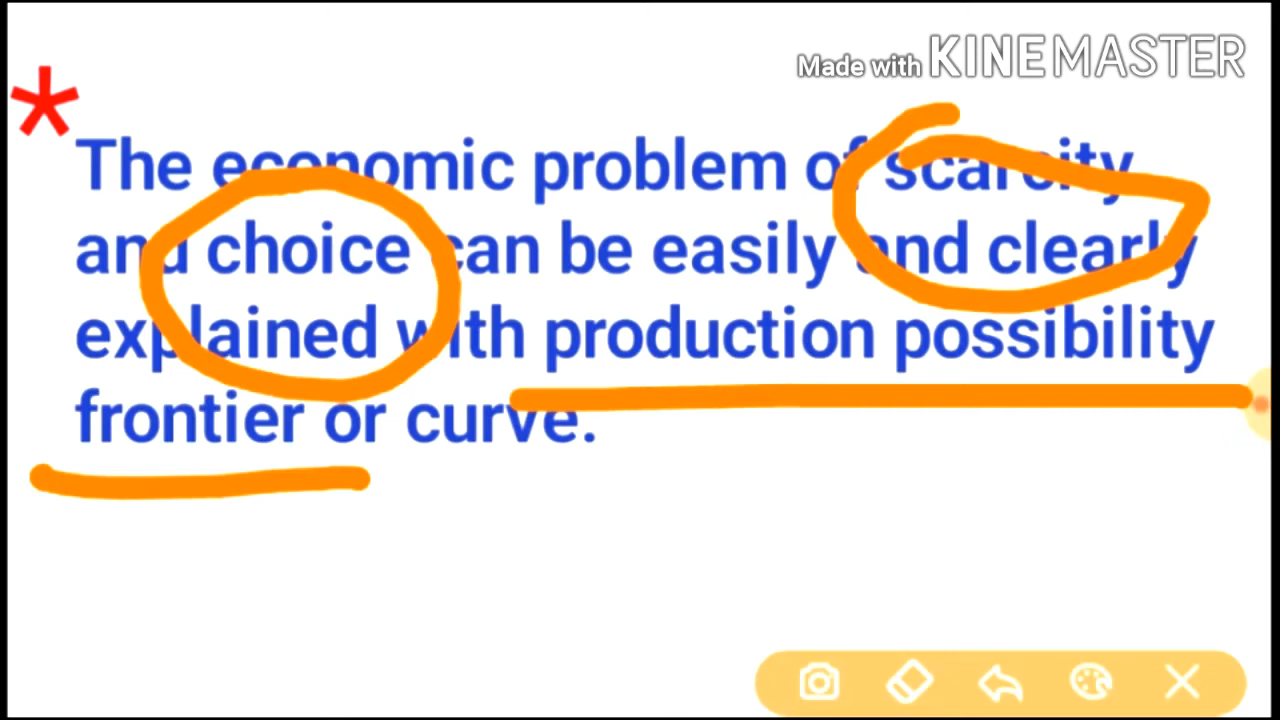 Made with KINEMASTER
*
The economic problem of scarcity
and choice can be easily and clearly
explained with production possibility
frontier or curve.